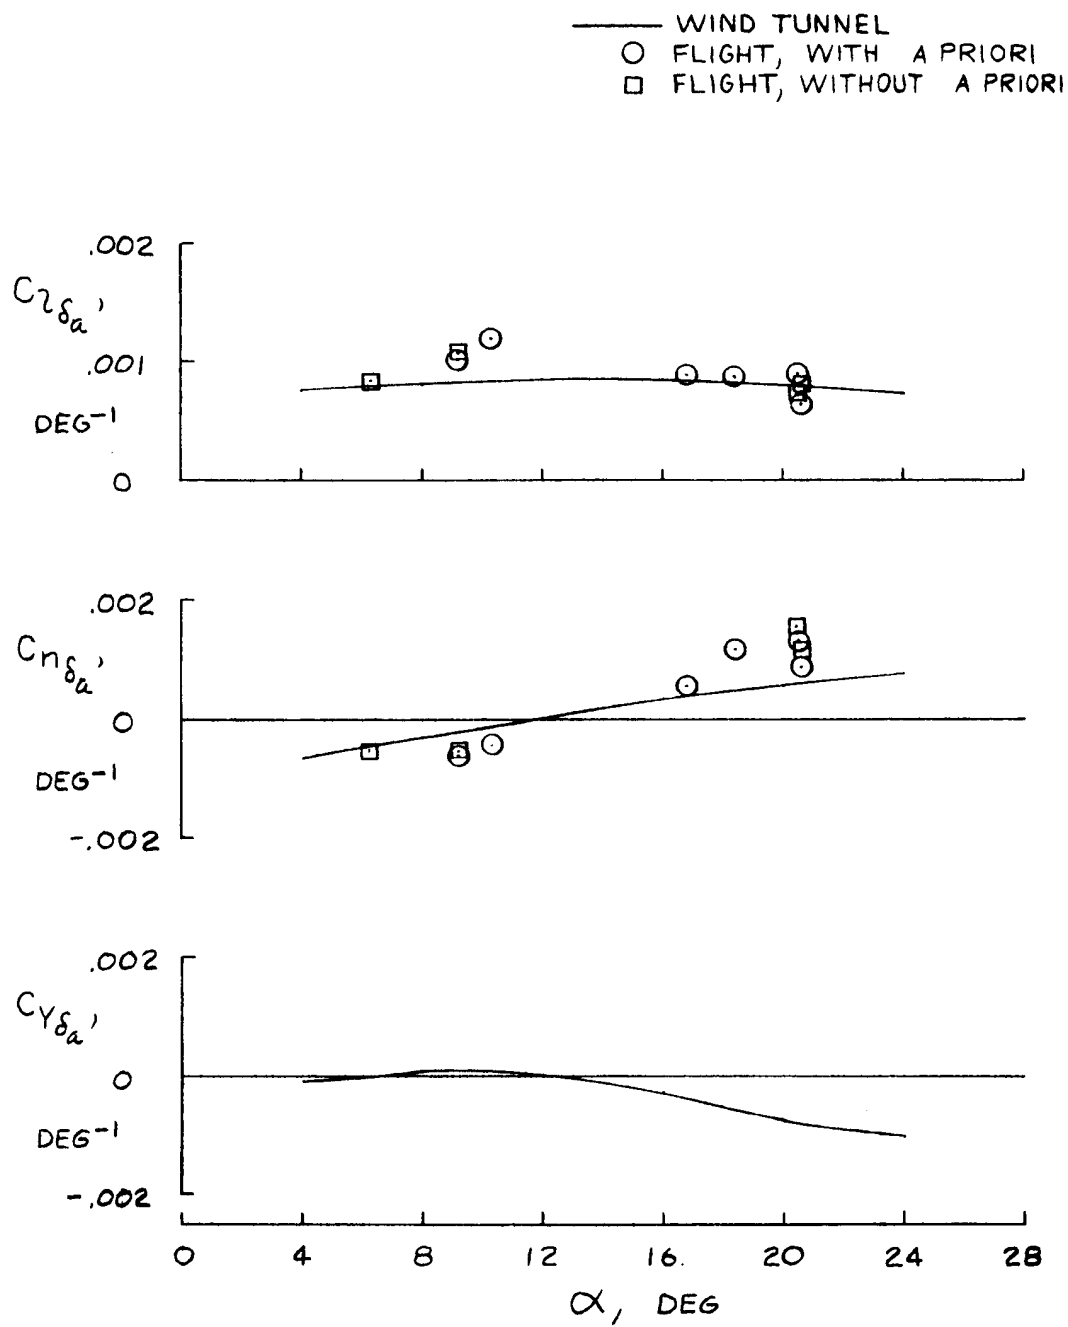 WIND TUNNEL
FLIGHT, WITH A PRIORI
FLIGHT, WITHOUT A PRIORI
.002
Clδa,
.001
DEG-1
0
.002
Cnδa,
0
DEG-1
-.002
.002
CYδa,
0
DEG-1
-.002
0 4 8 12 16. 20 24 28
α, DEG